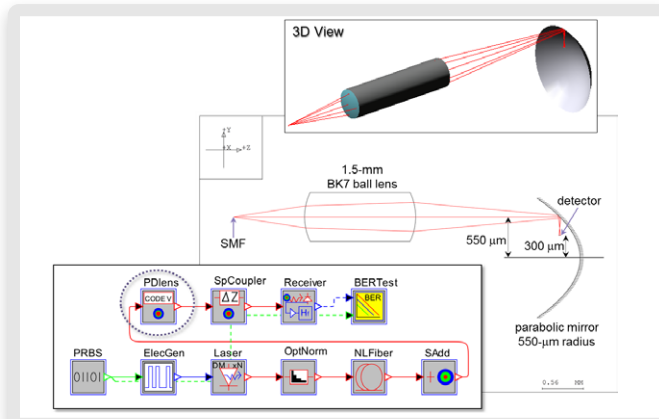 3D View
+Y
+X
+Z
1.5-mm
BK7 ball lens
detector
SMF
550 µm
300 µm
parabolic mirror
550-µm radius
0.36 MM
PDlens
SpCoupler
Receiver
BERTest
CODE V
ΔZ
Hf
BER
PRBS
ElecGen
Laser
OptNorm
NLFiber
SAdd
01101
DM : xN
+